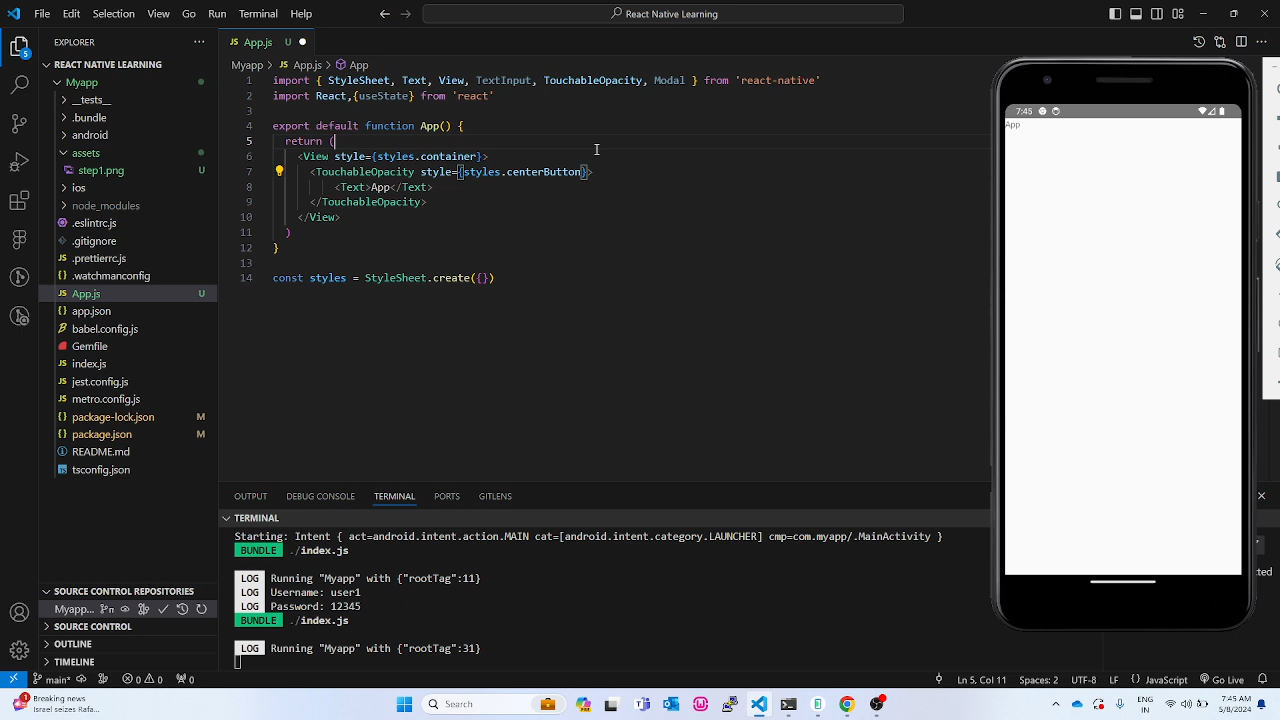 File Edit Selection View Go Run Terminal Help
React Native Learning
EXPLORER
App.js U
REACT NATIVE LEARNING
Myapp
__tests__
.bundle
android
assets
step1.png U
ios
node_modules
.eslintrc.js
.gitignore
.prettierrc.js
.watchmanconfig
App.js U
app.json
babel.config.js
Gemfile
index.js
jest.config.js
metro.config.js
package-lock.json M
package.json M
README.md
tsconfig.json
SOURCE CONTROL REPOSITORIES
Myapp... 
SOURCE CONTROL
OUTLINE
TIMELINE
5
Myapp > App.js > App
1 import { StyleSheet, Text, View, TextInput, TouchableOpacity, Modal } from 'react-native'
2 import React,{useState} from 'react'
3
4 export default function App() {
5 return (
6 <View style={styles.container}>
7 <TouchableOpacity style={styles.centerButton}>
8 <Text>App</Text>
9 </TouchableOpacity>
10 </View>
11 )
12 }
13
14 const styles = StyleSheet.create({})
7:45
App
OUTPUT DEBUG CONSOLE TERMINAL PORTS GITLENS
TERMINAL
Starting: Intent { act=android.intent.action.MAIN cat=[android.intent.category.LAUNCHER] cmp=com.myapp/.MainActivity }
BUNDLE ./index.js
LOG Running "Myapp" with {"rootTag":11}
LOG Username: user1
LOG Password: 12345
BUNDLE ./index.js
LOG Running "Myapp" with {"rootTag":31}
main* 0 0 0 Ln 5, Col 11 Spaces: 2 UTF-8 LF {} JavaScript Go Live
Breaking news
Israel seizes Rafa...
Search
ENG
IN
7:45 AM
5/8/2024